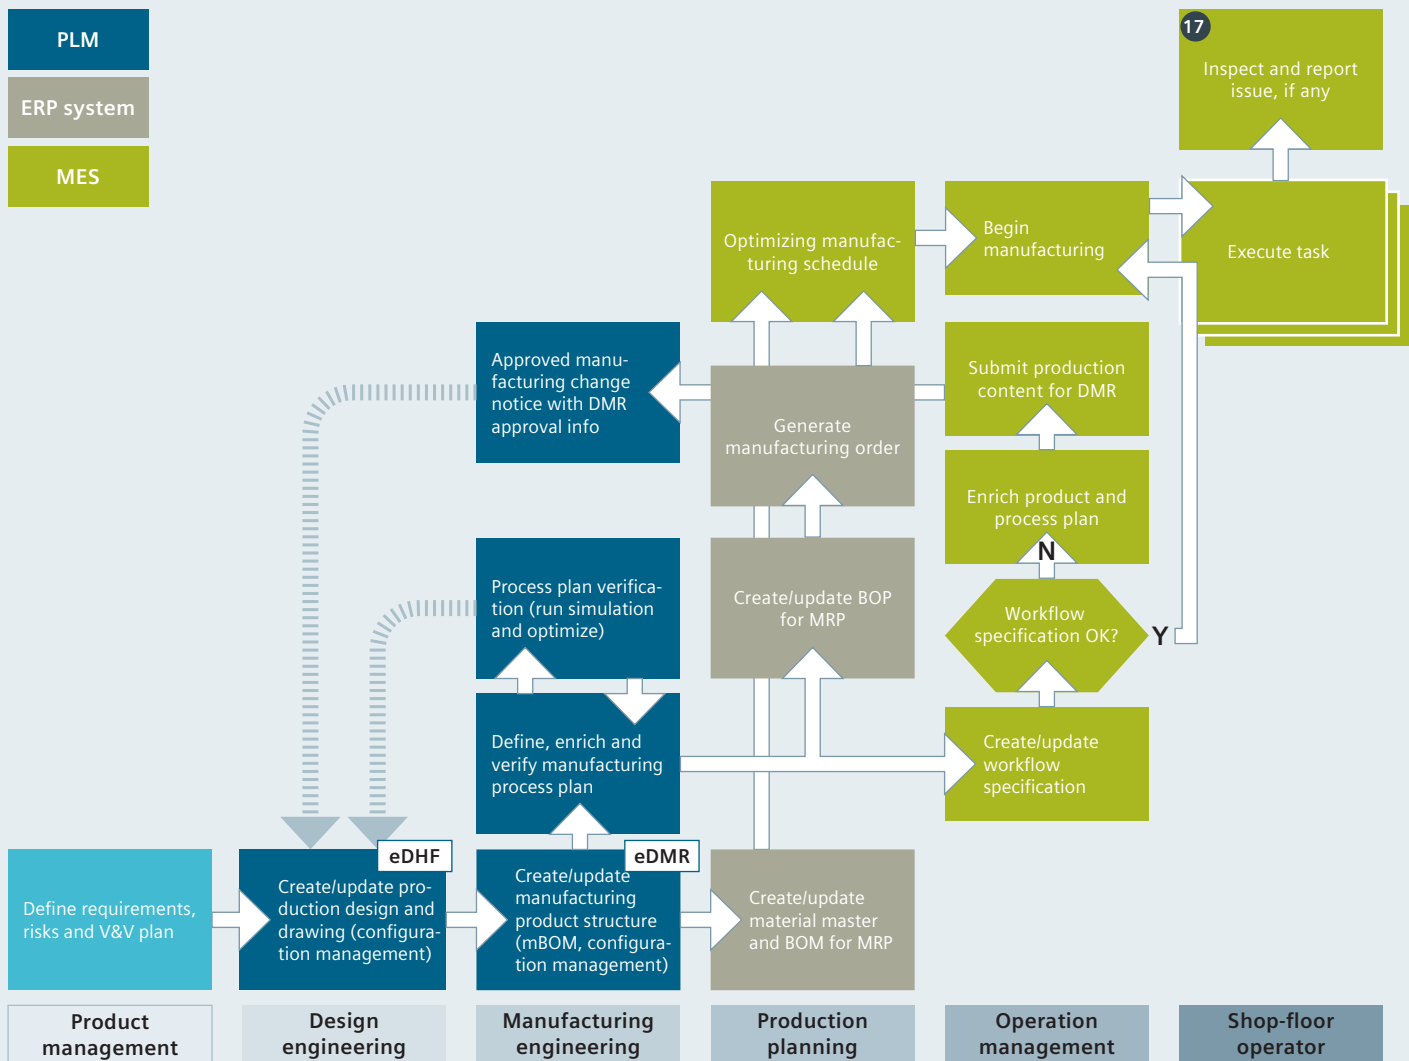 PLM
ERP system
MES
17
Inspect and report
issue, if any
Optimizing manufac-
turing schedule
Begin
manufacturing
Execute task
Approved manu-
facturing change
notice with DMR
approval info
Generate
manufacturing order
Submit production
content for DMR
Enrich product and
process plan
N
Process plan verifica-
tion (run simulation
and optimize)
Create/update BOP
for MRP
Workflow
specification OK?
Y
Define, enrich and
verify manufacturing
process plan
Create/update
workflow
specification
Define requirements,
risks and V&V plan
eDHF
Create/update pro-
duction design and
drawing (configura-
tion management)
eDMR
Create/update
manufacturing
product structure
(mBOM, configura-
tion management)
Create/update
material master
and BOM for MRP
Product
management
Design
engineering
Manufacturing
engineering
Production
planning
Operation
management
Shop-floor
operator